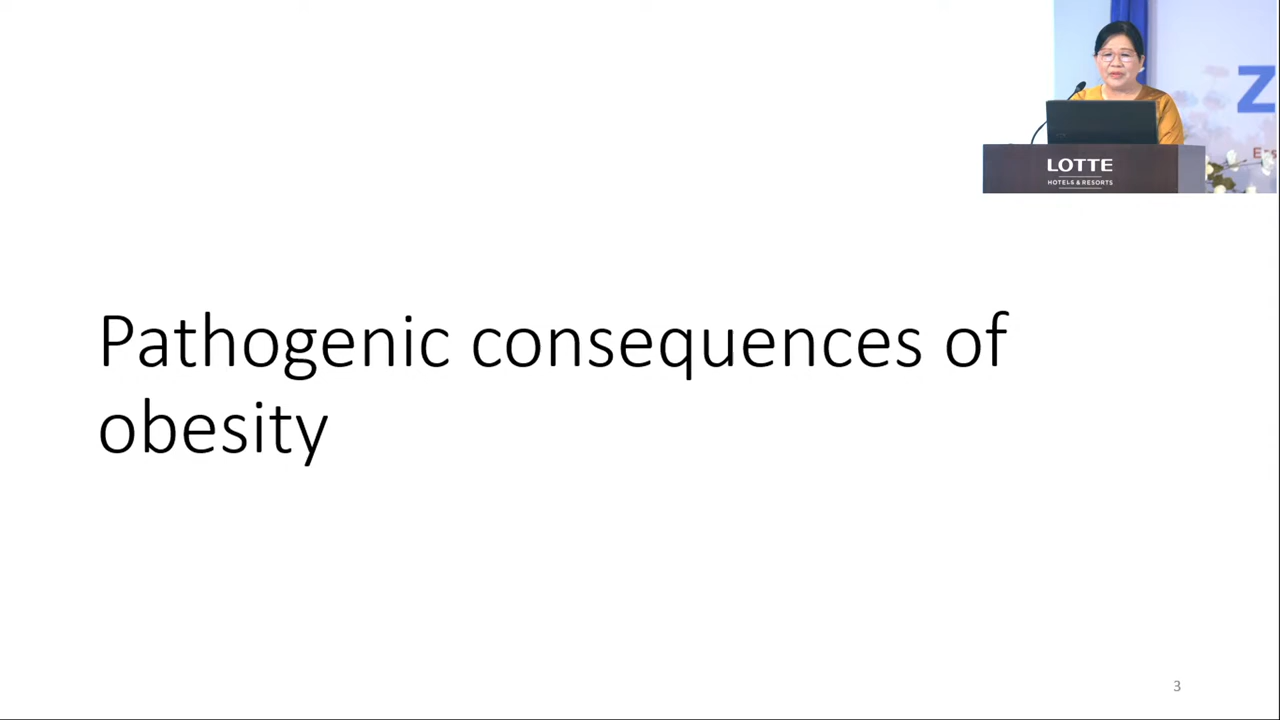 Z
LOTTE
HOTELS & RESORTS
Pathogenic consequences of
obesity
3